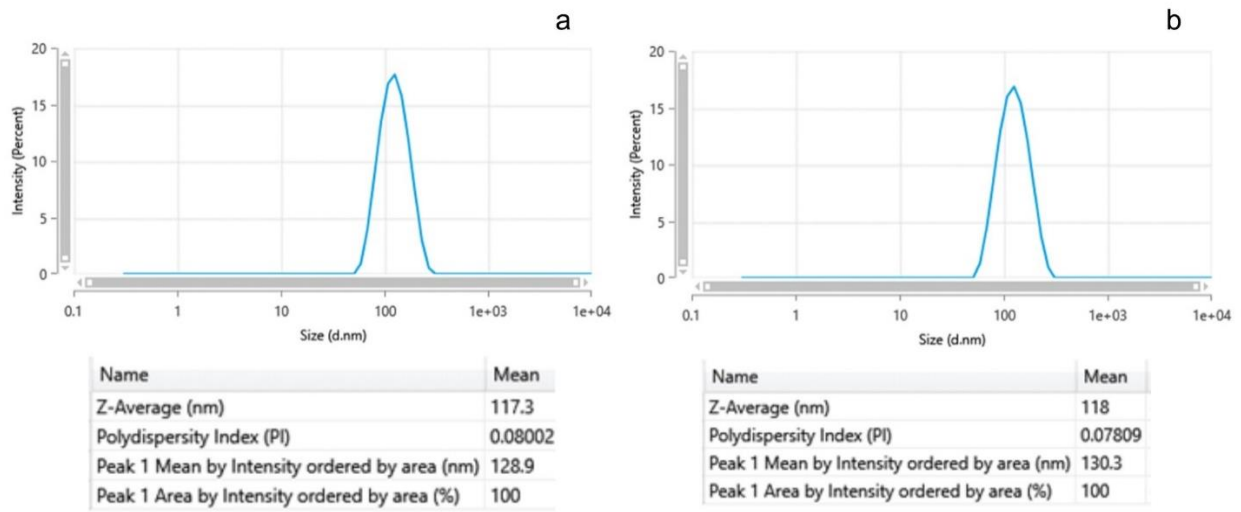 a
20
15
10
5
0
Intensity (Percent)
0.1 1 10 100 1e+03 1e+04
Size (d.nm)
Name Mean
Z-Average (nm) 117.3
Polydispersity Index (PI) 0.08002
Peak 1 Mean by Intensity ordered by area (nm) 128.9
Peak 1 Area by Intensity ordered by area (%) 100
b
20
15
10
5
0
Intensity (Percent)
0.1 1 10 100 1e+03 1e+04
Size (d.nm)
Name Mean
Z-Average (nm) 118
Polydispersity Index (PI) 0.07809
Peak 1 Mean by Intensity ordered by area (nm) 130.3
Peak 1 Area by Intensity ordered by area (%) 100